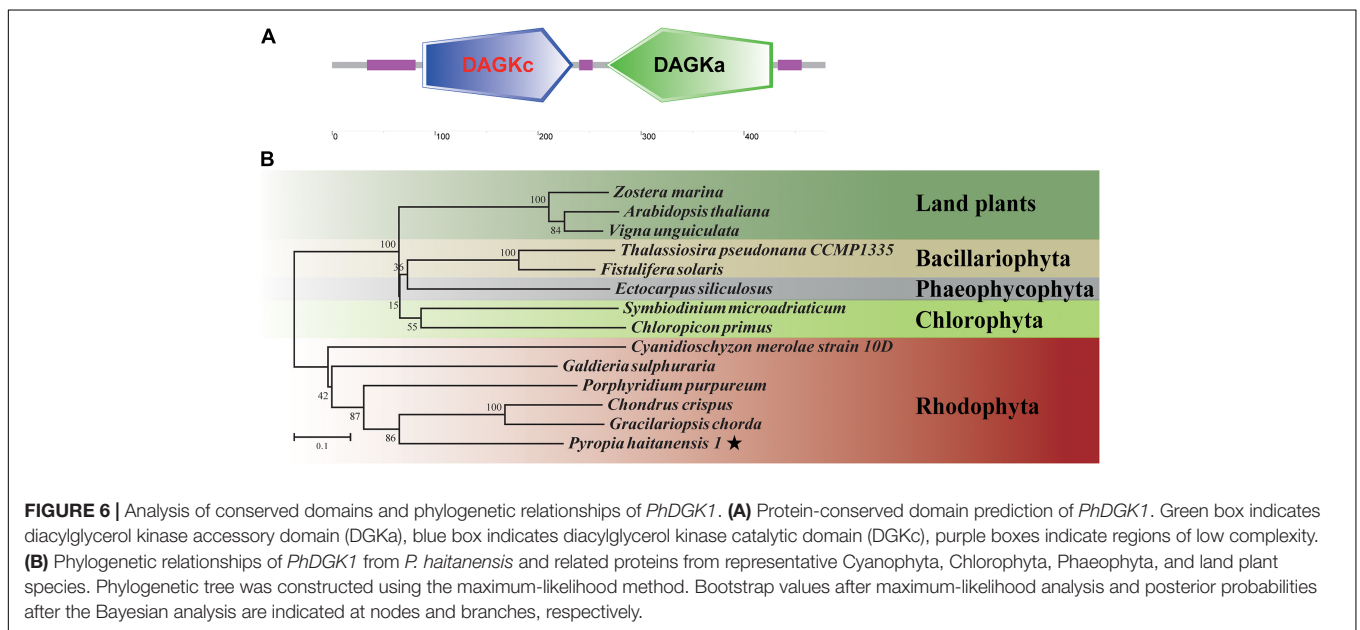 A
DAGKc
DAGKa
0 100 200 300 400
B
Zostera marina
100
Arabidopsis thaliana
Land plants
84
Vigna unguiculata
100
Thalassiosira pseudonana CCMP1335
100
Bacillariophyta
36
Fistulifera solaris
Ectocarpus siliculosus
Phaeophycophyta
15
Symbiodinium microadriaticum
Chlorophyta
55
Chloropicon primus
Cyanidioschyzon merolae strain 10D
Galdieria sulphuraria
42
Porphyridium purpureum
87
Chondrus crispus
Rhodophyta
100
Gracilariopsis chorda
86
Pyropia haitanensis 1 ★
0.1
FIGURE 6 | Analysis of conserved domains and phylogenetic relationships of PhDGK1. (A) Protein-conserved domain prediction of PhDGK1. Green box indicates
diacylglycerol kinase accessory domain (DGKa), blue box indicates diacylglycerol kinase catalytic domain (DGKc), purple boxes indicate regions of low complexity.
(B) Phylogenetic relationships of PhDGK1 from P. haitanensis and related proteins from representative Cyanophyta, Chlorophyta, Phaeophyta, and land plant
species. Phylogenetic tree was constructed using the maximum-likelihood method. Bootstrap values after maximum-likelihood analysis and posterior probabilities
after the Bayesian analysis are indicated at nodes and branches, respectively.